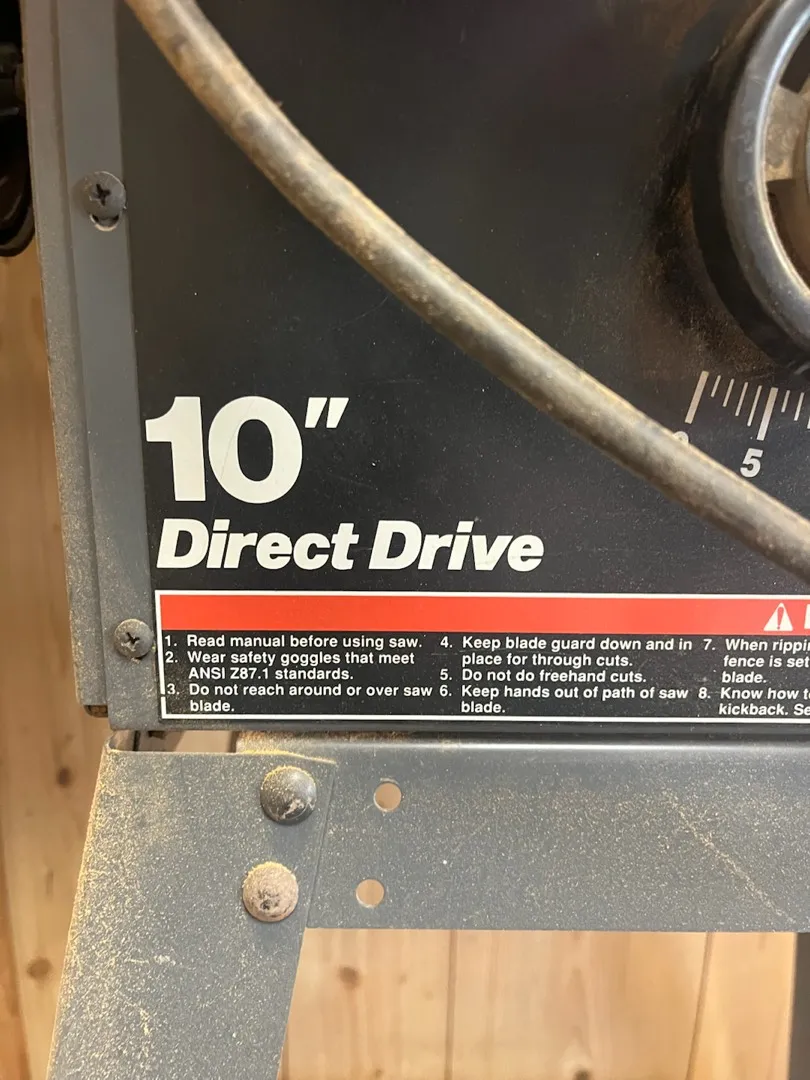 10"
Direct Drive
5
1. Read manual before using saw.
2. Wear safety goggles that meet
ANSI Z87.1 standards.
3. Do not reach around or over saw
blade.
4. Keep blade guard down and in
place for through cuts.
5. Do not do freehand cuts.
6. Keep hands out of path of saw
blade.
7. When
fence is set
blade.
8. Know how
kickback.